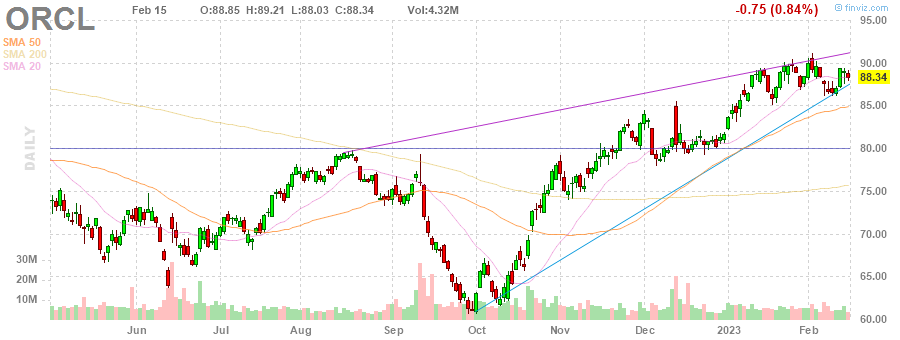 ORCL Feb 15 O:88.85 H:89.21 L:88.03 C:88.34 Vol:4.32M -0.75 (0.84%) © finviz.com
SMA 50
SMA 200
SMA 20
DAILY
95.00
90.00
88.34
85.00
80.00
75.00
70.00
65.00
60.00
30M
20M
10M
Jun Jul Aug Sep Oct Nov Dec 2023 Feb